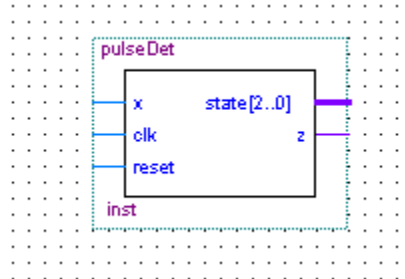 pulseDet
x state[2..0]
clk z
reset
inst